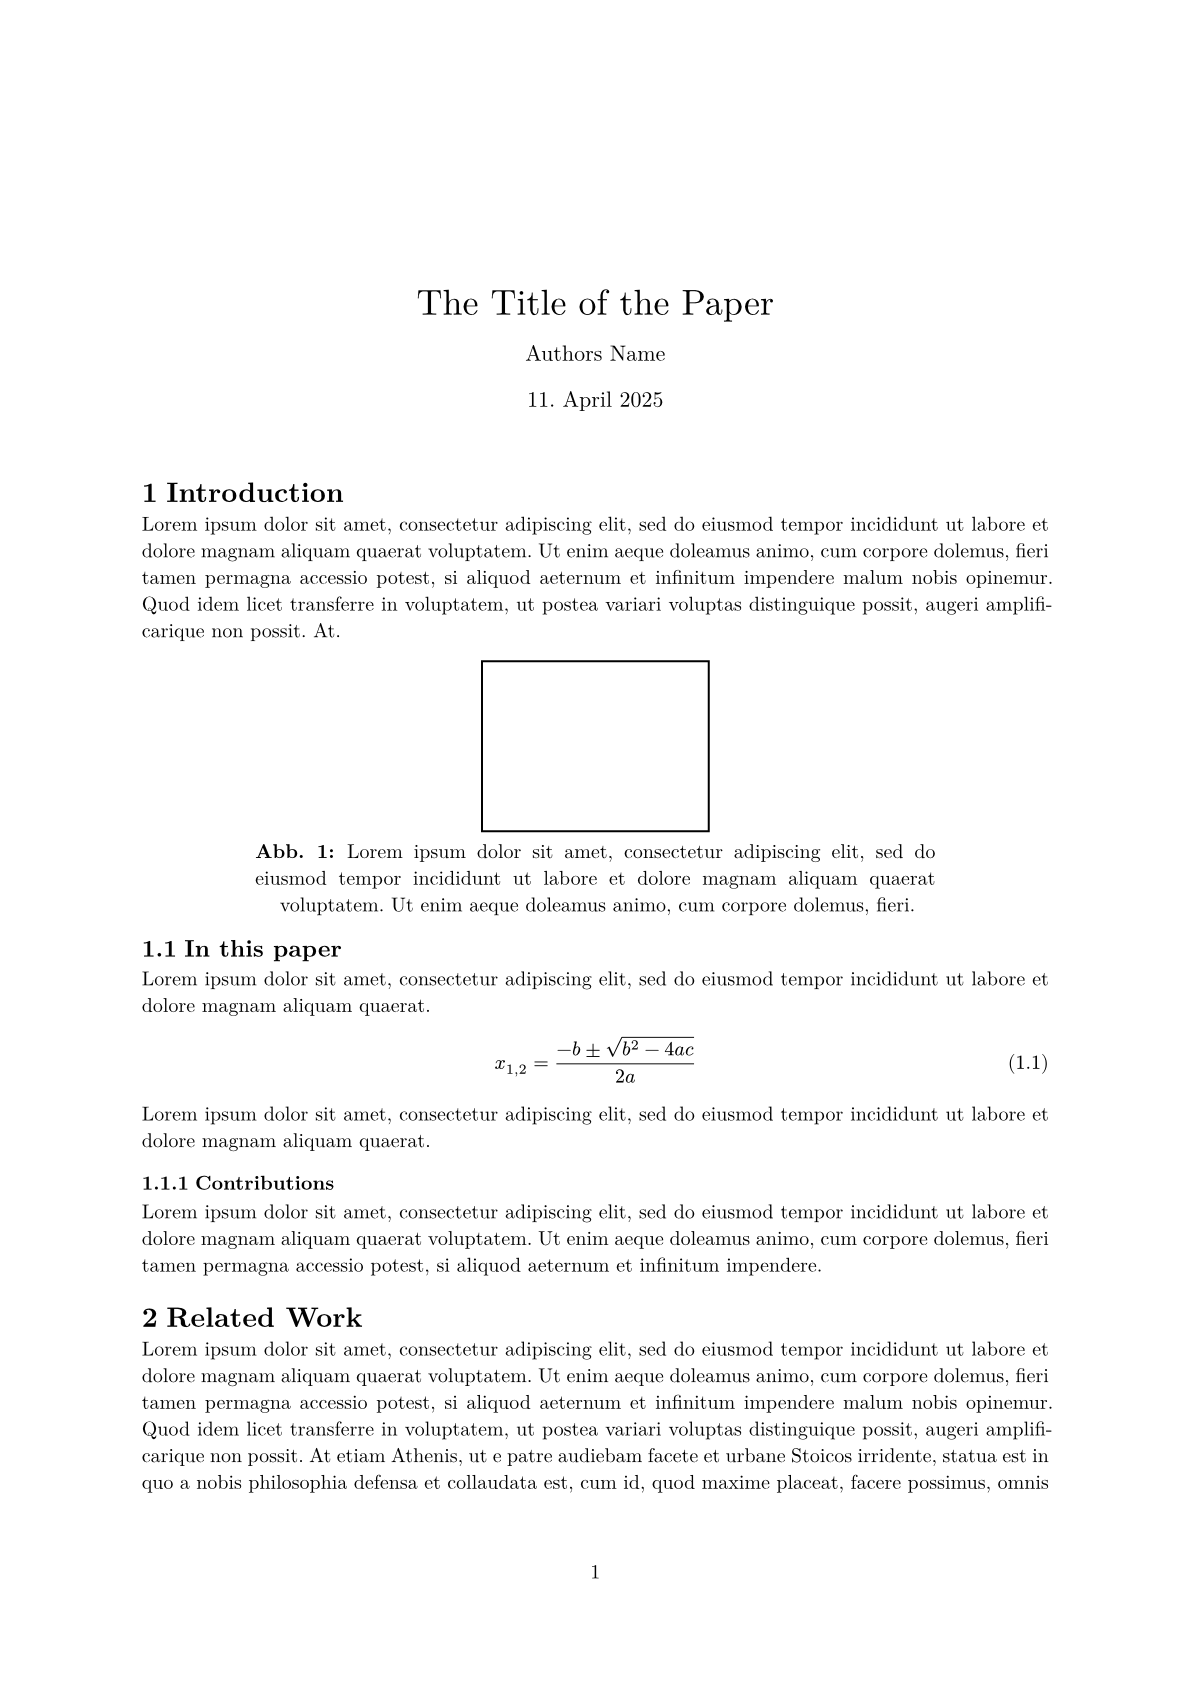 The Title of the Paper
Authors Name
11. April 2025
1 Introduction
Lorem ipsum dolor sit amet, consectetur adipiscing elit, sed do eiusmod tempor incididunt ut labore et
dolore magnam aliquam quaerat voluptatem. Ut enim aeque doleamus animo, cum corpore dolemus, fieri
tamen permagna accessio potest, si aliquod aeternum et infinitum impendere malum nobis opinemur.
Quod idem licet transferre in voluptatem, ut postea variari voluptas distinguique possit, augeri amplifi-
carique non possit. At.
Abb. 1: Lorem ipsum dolor sit amet, consectetur adipiscing elit, sed do
eiusmod tempor incididunt ut labore et dolore magnam aliquam quaerat
voluptatem. Ut enim aeque doleamus animo, cum corpore dolemus, fieri.
1.1 In this paper
Lorem ipsum dolor sit amet, consectetur adipiscing elit, sed do eiusmod tempor incididunt ut labore et
dolore magnam aliquam quaerat.
x_{1,2} = \frac{-b ± \sqrt{b^2 − 4ac}}{2a} (1.1)
Lorem ipsum dolor sit amet, consectetur adipiscing elit, sed do eiusmod tempor incididunt ut labore et
dolore magnam aliquam quaerat.
1.1.1 Contributions
Lorem ipsum dolor sit amet, consectetur adipiscing elit, sed do eiusmod tempor incididunt ut labore et
dolore magnam aliquam quaerat voluptatem. Ut enim aeque doleamus animo, cum corpore dolemus, fieri
tamen permagna accessio potest, si aliquod aeternum et infinitum impendere.
2 Related Work
Lorem ipsum dolor sit amet, consectetur adipiscing elit, sed do eiusmod tempor incididunt ut labore et
dolore magnam aliquam quaerat voluptatem. Ut enim aeque doleamus animo, cum corpore dolemus, fieri
tamen permagna accessio potest, si aliquod aeternum et infinitum impendere malum nobis opinemur.
Quod idem licet transferre in voluptatem, ut postea variari voluptas distinguique possit, augeri amplifi-
carique non possit. At etiam Athenis, ut e patre audiebam facete et urbane Stoicos irridente, statua est in
quo a nobis philosophia defensa et collaudata est, cum id, quod maxime placeat, facere possimus, omnis
1